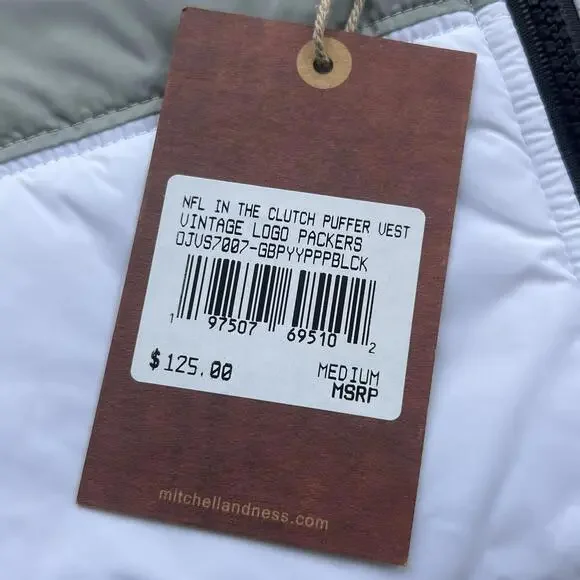 NFL IN THE CLUTCH PUFFER VEST
VINTAGE LOGO PACKERS
OJVS7007-GBPYYPPPBLCK
1 97507 69510 2
$125.00 MEDIUM
MSRP
mitchellandness.com